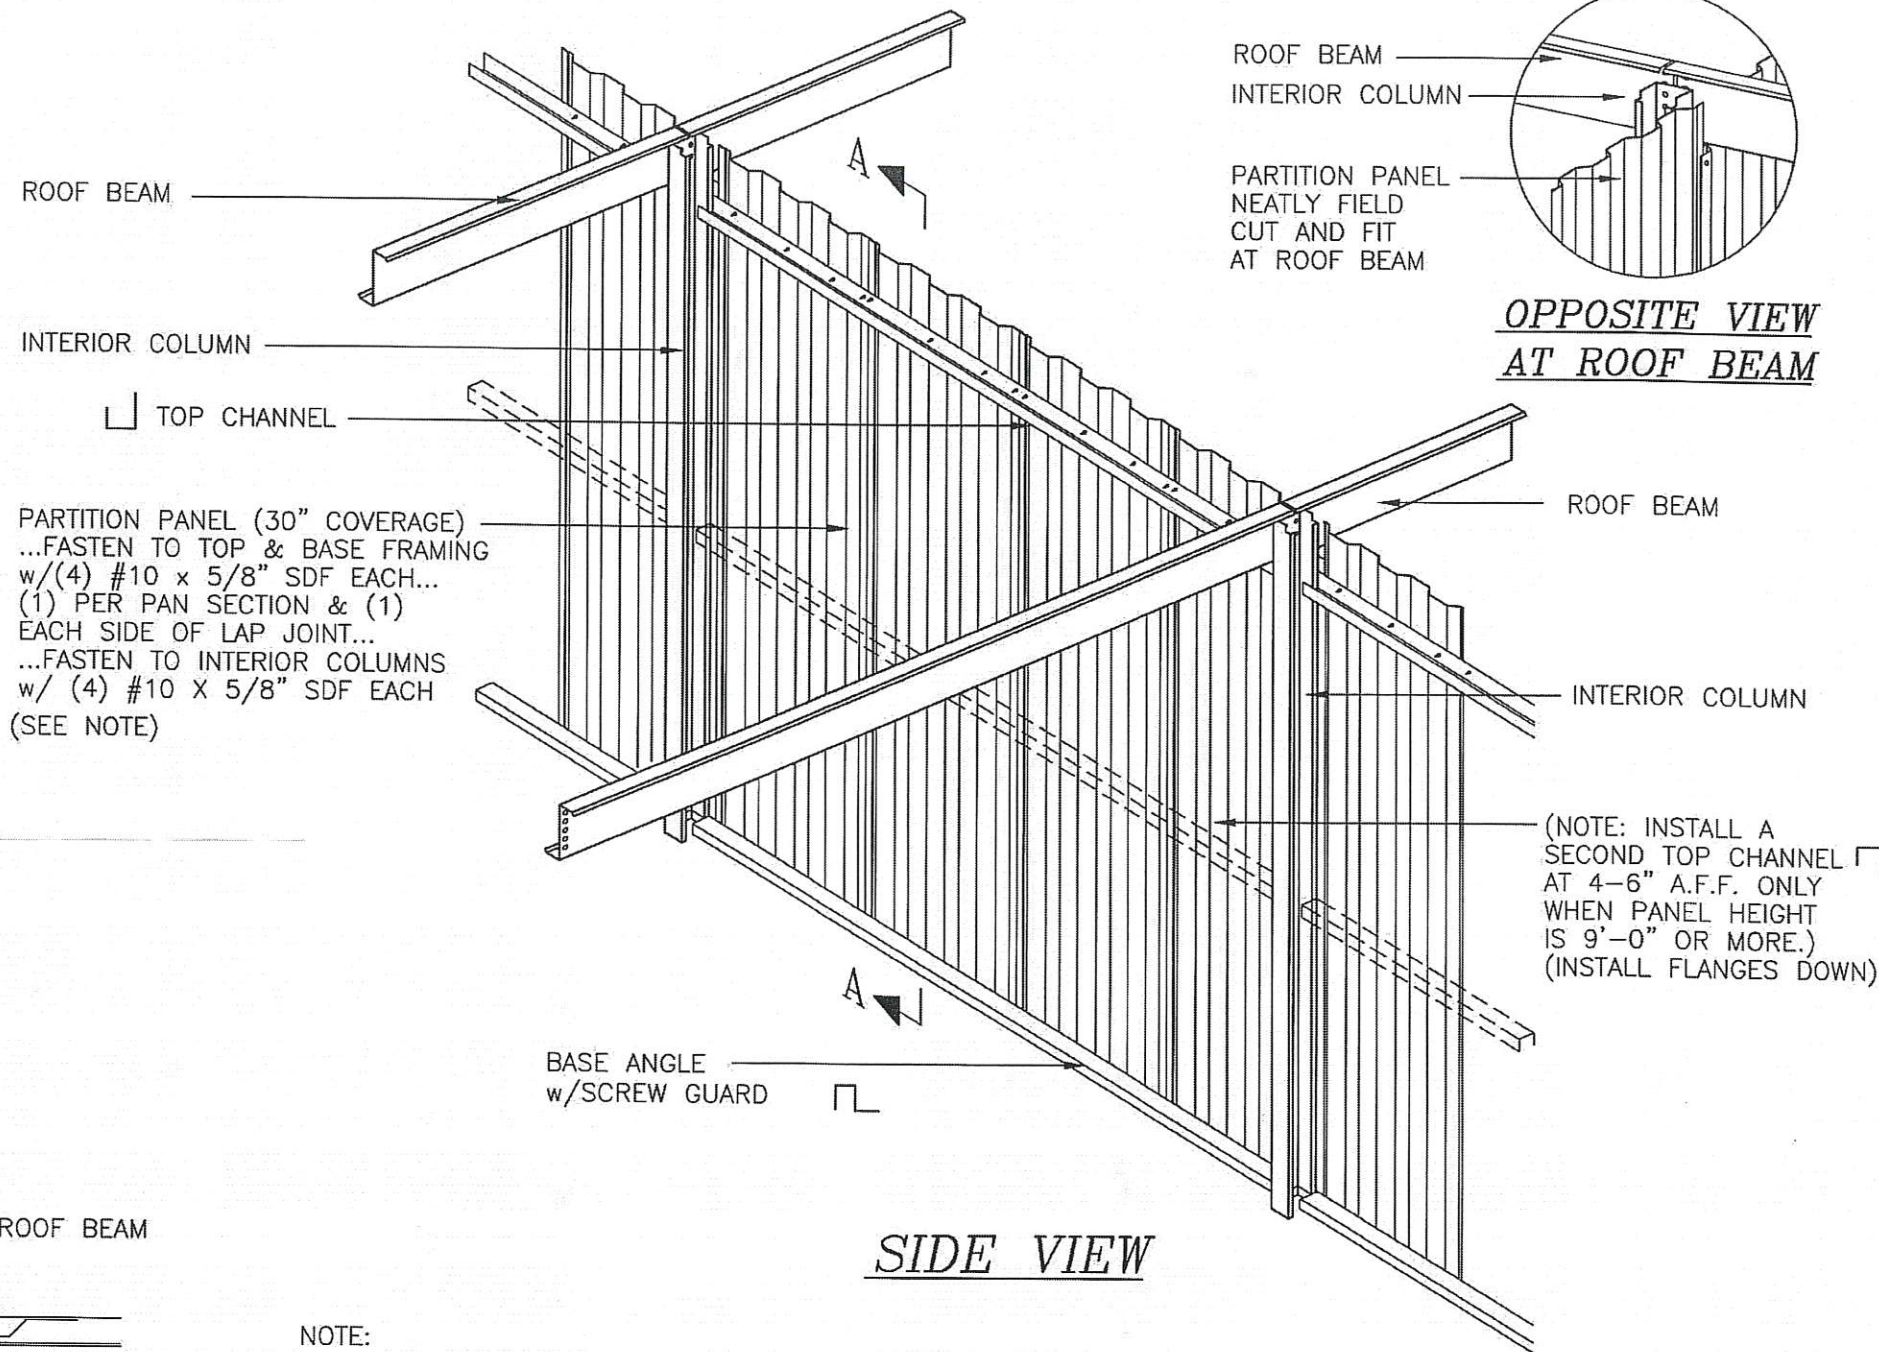 ROOF BEAM
INTERIOR COLUMN
TOP CHANNEL
PARTITION PANEL (30" COVERAGE)
...FASTEN TO TOP & BASE FRAMING
w/(4) #10 x 5/8" SDF EACH...
(1) PER PAN SECTION & (1)
EACH SIDE OF LAP JOINT...
...FASTEN TO INTERIOR COLUMNS
w/ (4) #10 X 5/8" SDF EACH
(SEE NOTE)
A
A
BASE ANGLE
w/SCREW GUARD
ROOF BEAM
INTERIOR COLUMN
PARTITION PANEL
NEATLY FIELD
CUT AND FIT
AT ROOF BEAM
OPPOSITE VIEW
AT ROOF BEAM
ROOF BEAM
INTERIOR COLUMN
(NOTE: INSTALL A
SECOND TOP CHANNEL
AT 4-6" A.F.F. ONLY
WHEN PANEL HEIGHT
IS 9'-0" OR MORE.)
(INSTALL FLANGES DOWN)
ROOF BEAM
SIDE VIEW
NOTE: